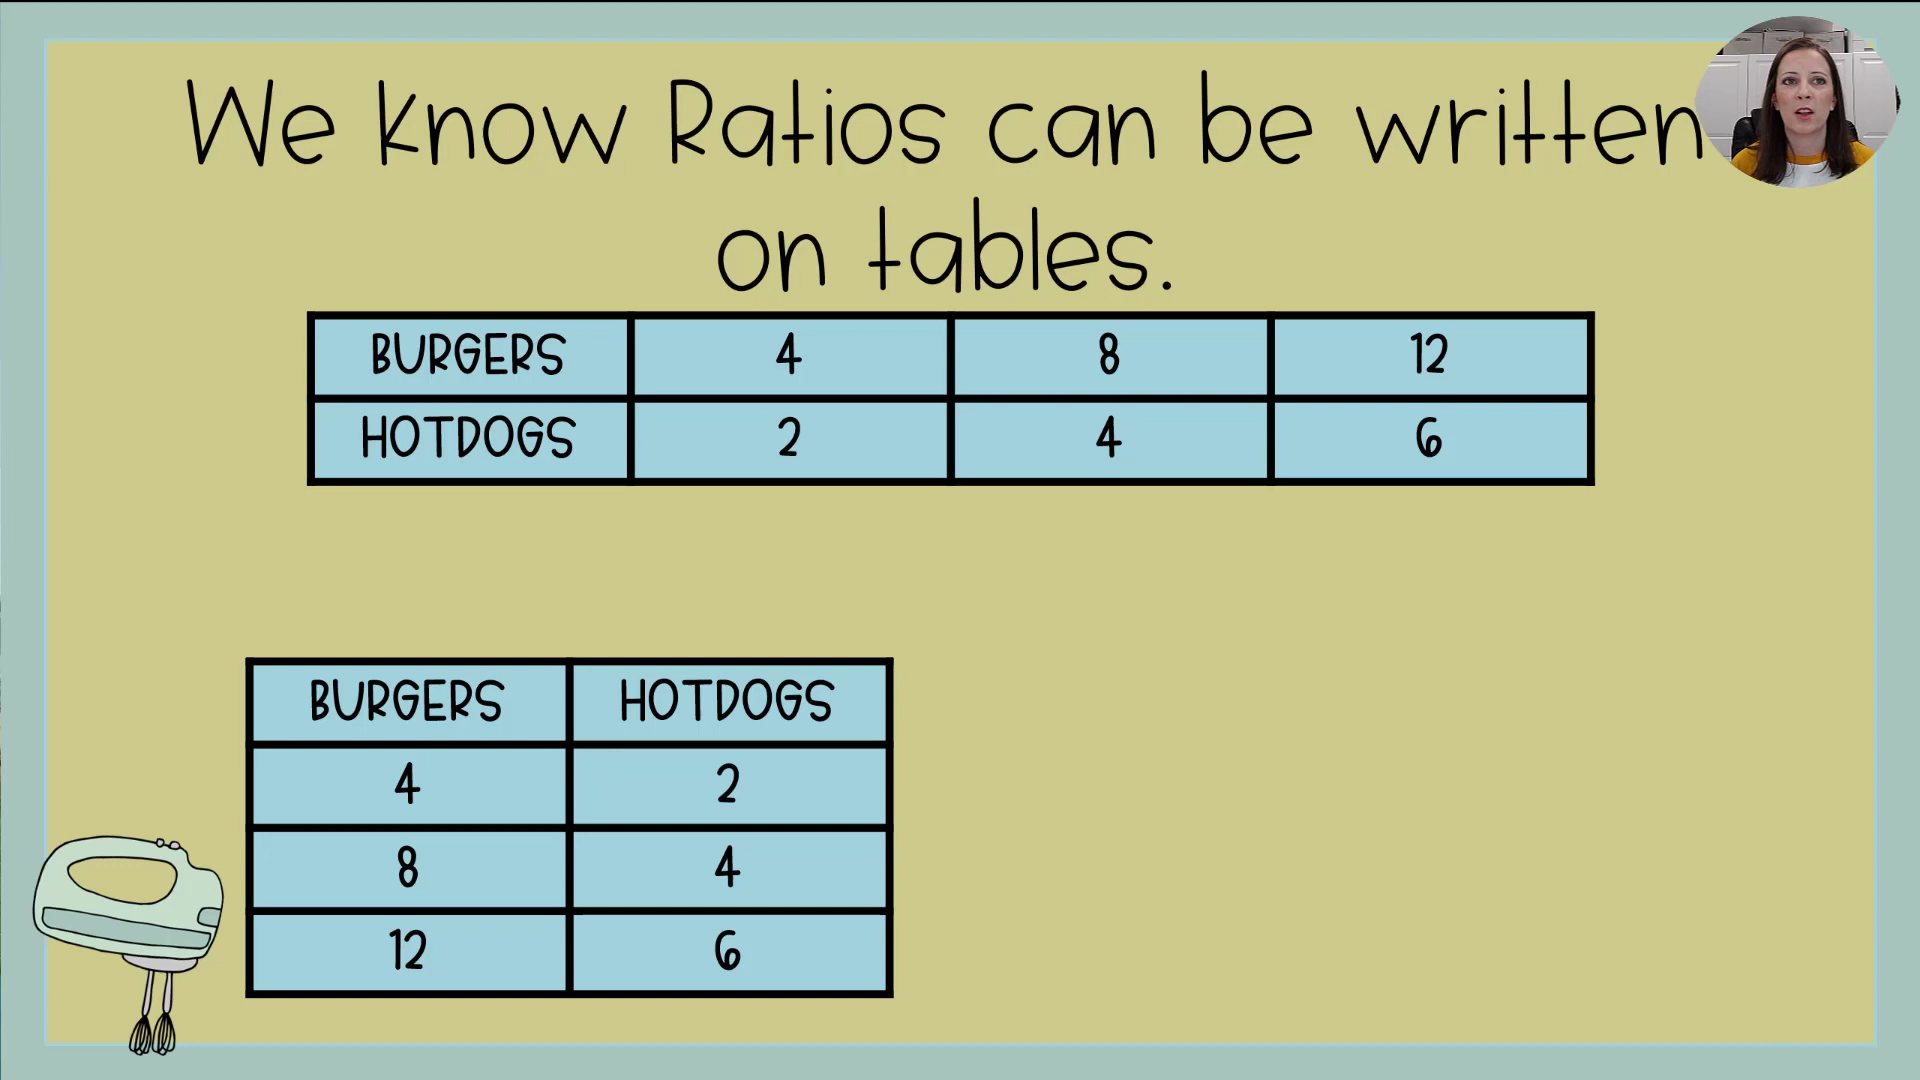 We know Ratios can be written
on tables.
BURGERS 4 8 12
HOTDOGS 2 4 6
BURGERS HOTDOGS
4 2
8 4
12 6